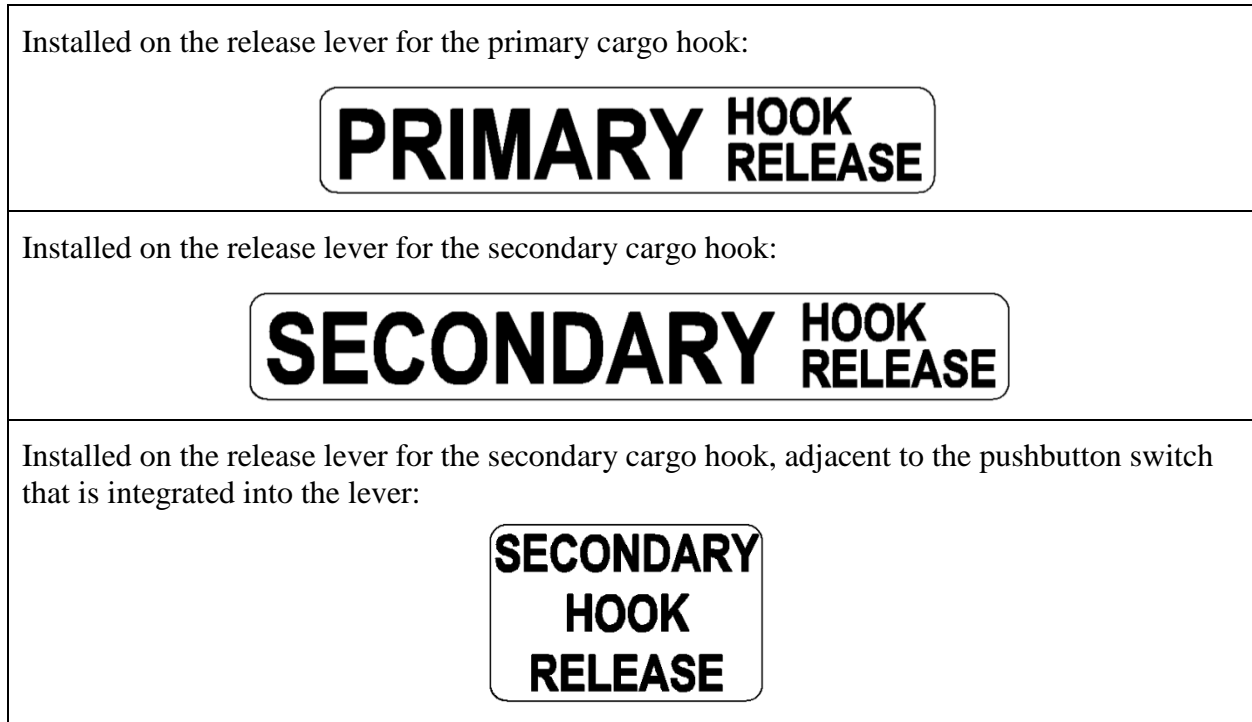 Installed on the release lever for the primary cargo hook:
PRIMARY HOOK
RELEASE
Installed on the release lever for the secondary cargo hook:
SECONDARY HOOK
RELEASE
Installed on the release lever for the secondary cargo hook, adjacent to the pushbutton switch
that is integrated into the lever:
SECONDARY
HOOK
RELEASE